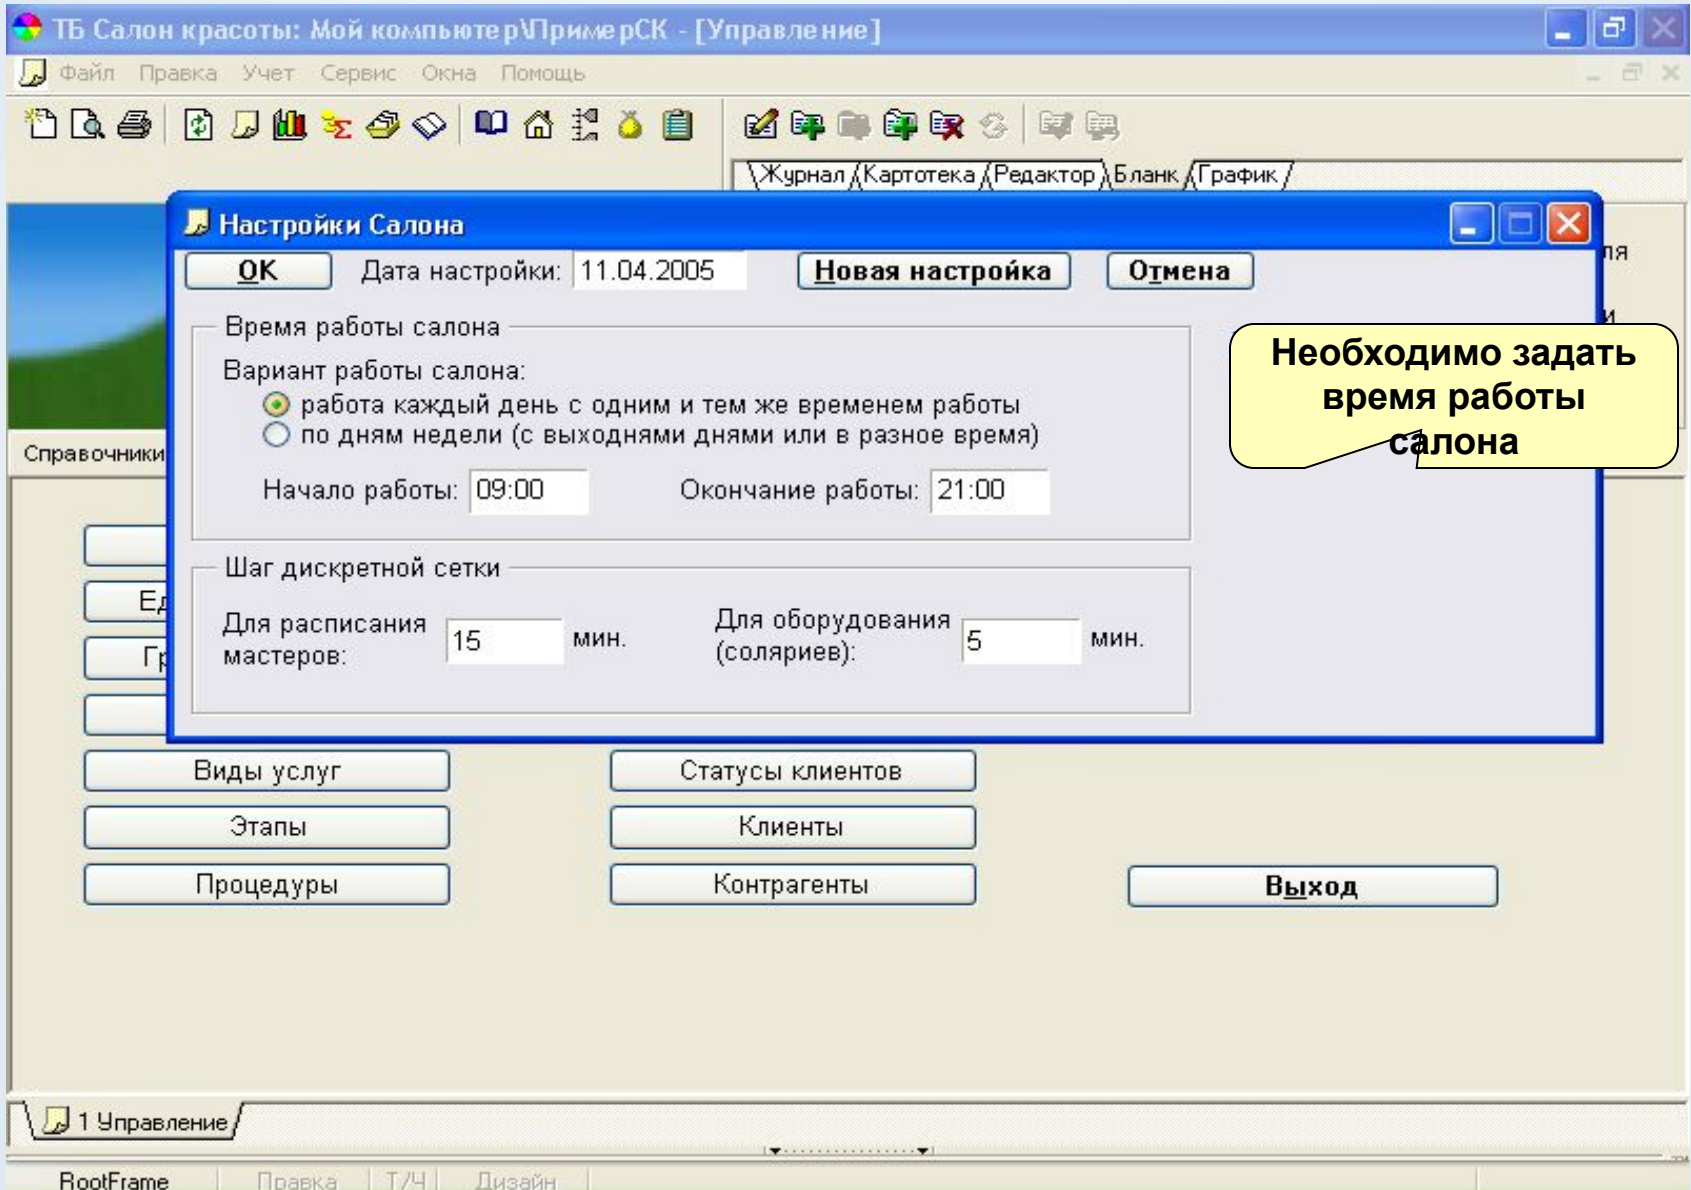 ТБ Салон красоты: Мой компьютер\ПримерСК - [Управление]
Файл Правка Учет Сервис Окна Помощь
Журнал Картотека Редактор Бланк График
Настройки Салона
OK Дата настройки: 11.04.2005 Новая настройка Отмена
Время работы салона
Вариант работы салона:
работа каждый день с одним и тем же временем работы
по дням недели (с выходнями днями или в разное время)
Начало работы: 09:00 Окончание работы: 21:00
Необходимо задать
время работы
салона
Справочники
Шаг дискретной сетки
Для расписания
мастеров: 15 мин.
Для оборудования
(соляриев): 5 мин.
Виды услуг Статусы клиентов
Этапы Клиенты
Процедуры Контрагенты Выход
1 Управление
RootFrame Правка Т/Ч Дизайн